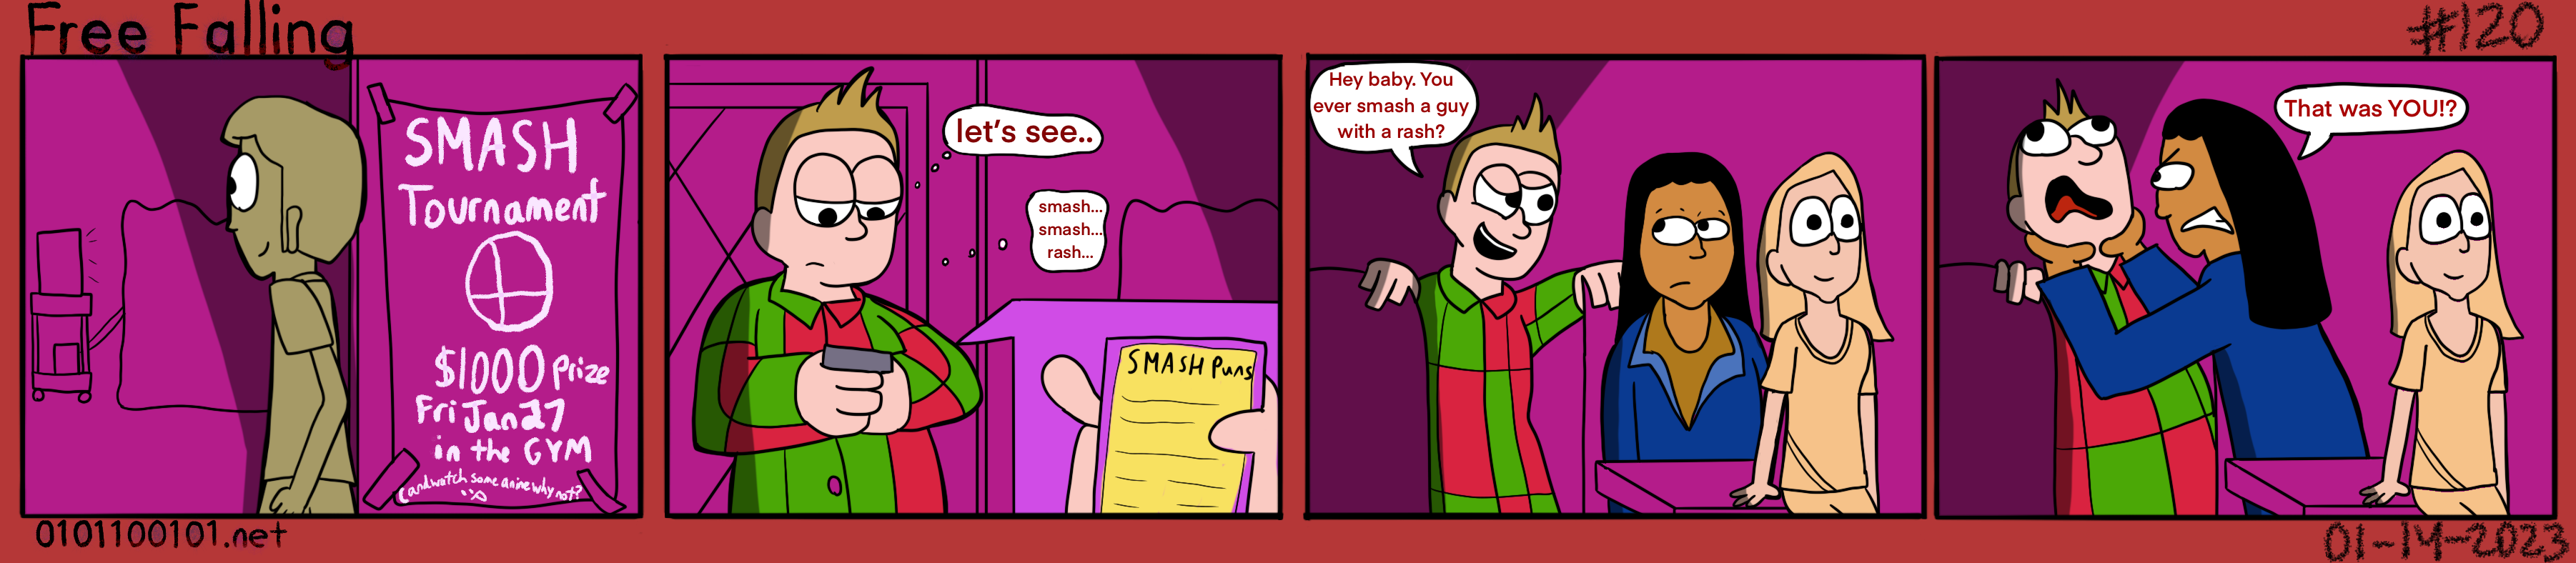 Free Falling
#120
SMASH
Tournament
$1000 Prize
Fri Jan 27
in the GYM
(and watch some anime why not?
let's see..
smash...
smash...
rash...
SMASH Puns
Hey baby. You
ever smash a guy
with a rash?
That was YOU!?
0101100101.net
01-14-2023